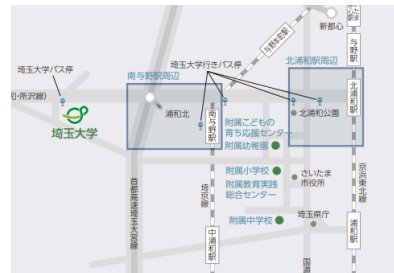 新都心
さいたま
与野本町駅
与野駅
埼玉大学行きバス停
北浦和駅周辺
埼玉大学バス停
南与野駅周辺
北浦和駅
和・所沢線)
浦和北
埼玉大学
南与野駅
北浦和公園
附属こどもの
育ち応援センター
附属幼稚園
附属小学校
さいたま
市役所
附属教育実践
総合センター
首都高速埼玉大宮線
埼京線
京浜東北線
附属中学校
埼玉県庁
中浦和駅
浦和駅
国道